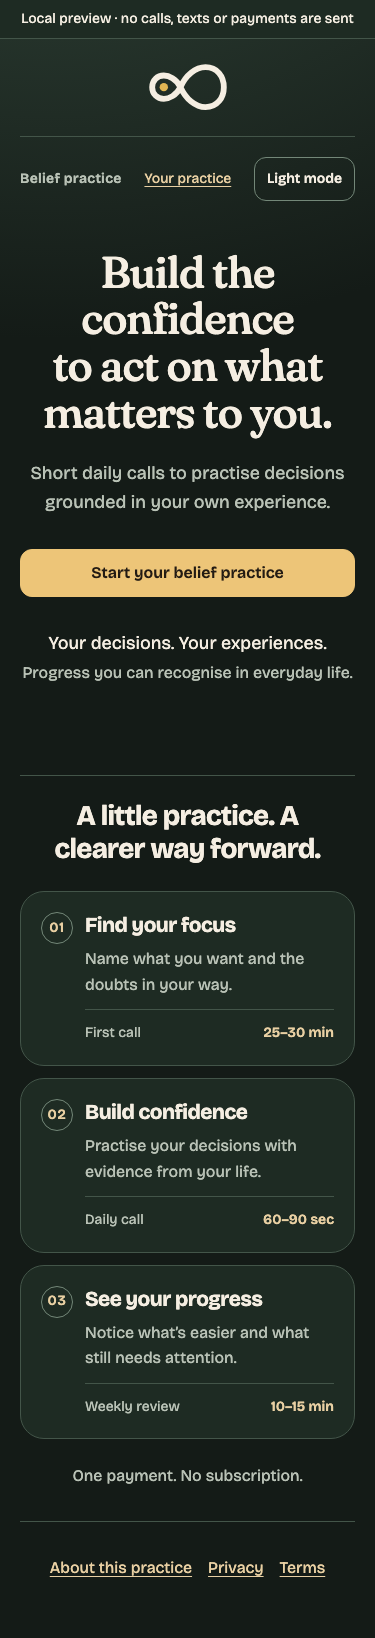 Local preview · no calls, texts or payments are sent
Belief practice
Your practice
Light mode
Build the
confidence
to act on what
matters to you.
Short daily calls to practise decisions
grounded in your own experience.
Start your belief practice
Your decisions. Your experiences.
Progress you can recognise in everyday life.
A little practice. A
clearer way forward.
01
Find your focus
Name what you want and the
doubts in your way.
First call
25–30 min
02
Build confidence
Practise your decisions with
evidence from your life.
Daily call
60–90 sec
03
See your progress
Notice what’s easier and what
still needs attention.
Weekly review
10–15 min
One payment. No subscription.
About this practice
Privacy
Terms